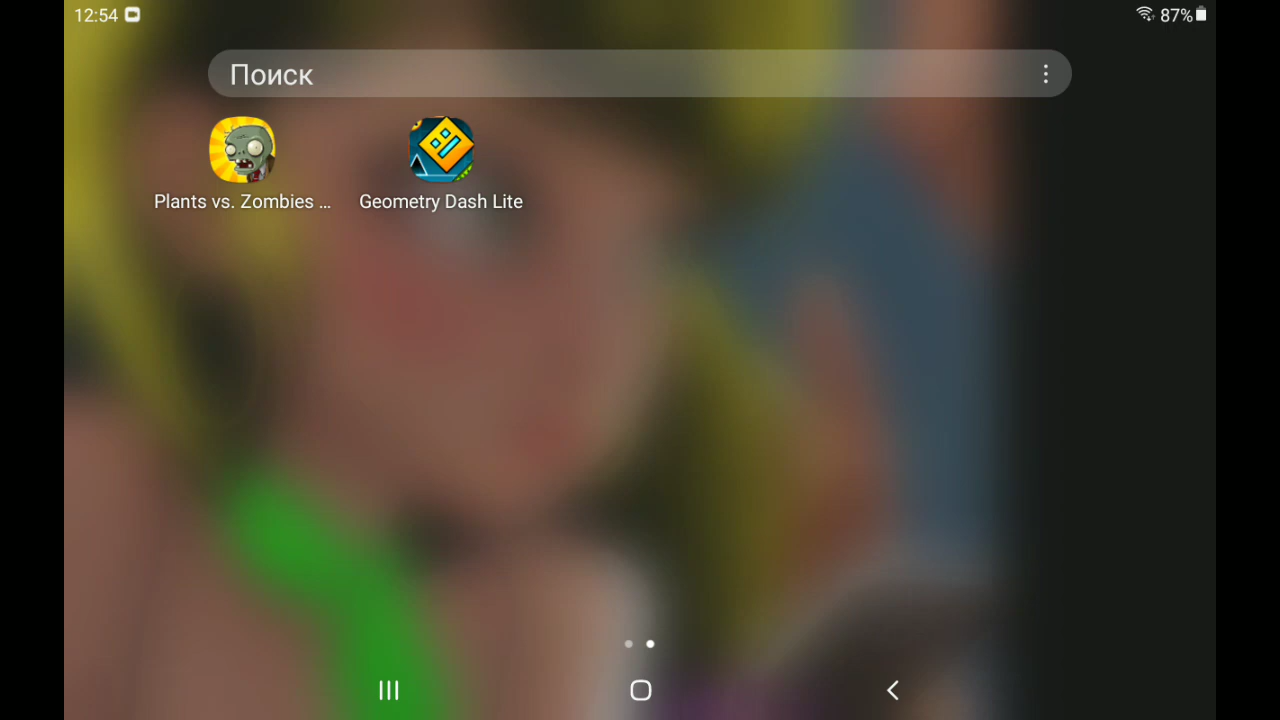 12:54 87%
Поиск
Plants vs. Zombies ... Geometry Dash Lite